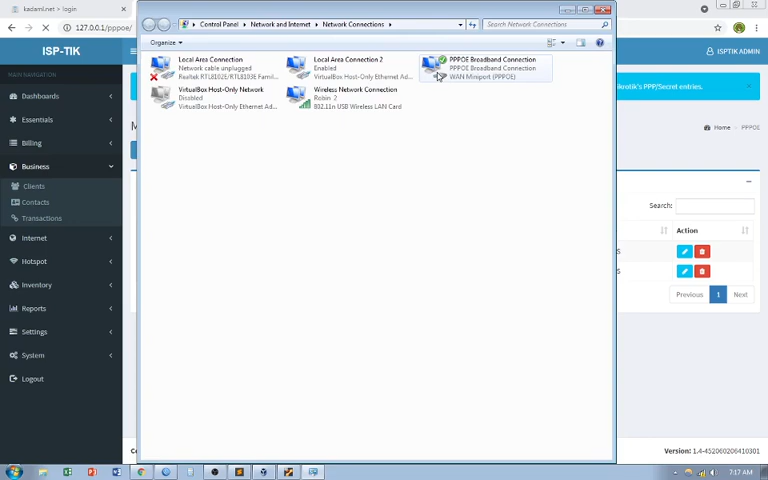 kadaml.net > login
127.0.0.1/pppoe/
Control Panel
Network and Internet
Network Connections
Search Network Connections
Organize
Local Area Connection
Network cable unplugged
Realtek RTL8102E/RTL8103E Famil...
Local Area Connection 2
Enabled
VirtualBox Host-Only Ethernet Ad...
PPPOE Broadband Connection
PPPOE Broadband Connection
WAN Miniport (PPPOE)
VirtualBox Host-Only Network
Disabled
VirtualBox Host-Only Ethernet Ad...
Wireless Network Connection
Robin 2
802.11n USB Wireless LAN Card
ISP-TIK
ISPTIK ADMIN
MAIN NAVIGATION
Dashboards
Essentials
Billing
Business
Clients
Contacts
Transactions
Internet
Hotspot
Inventory
Reports
Settings
System
Logout
ikrotik's PPP/Secret entries.
Home
PPPOE
Search:
Action
Previous
1
Next
Version: 1.4-452060206410301
7:17 AM